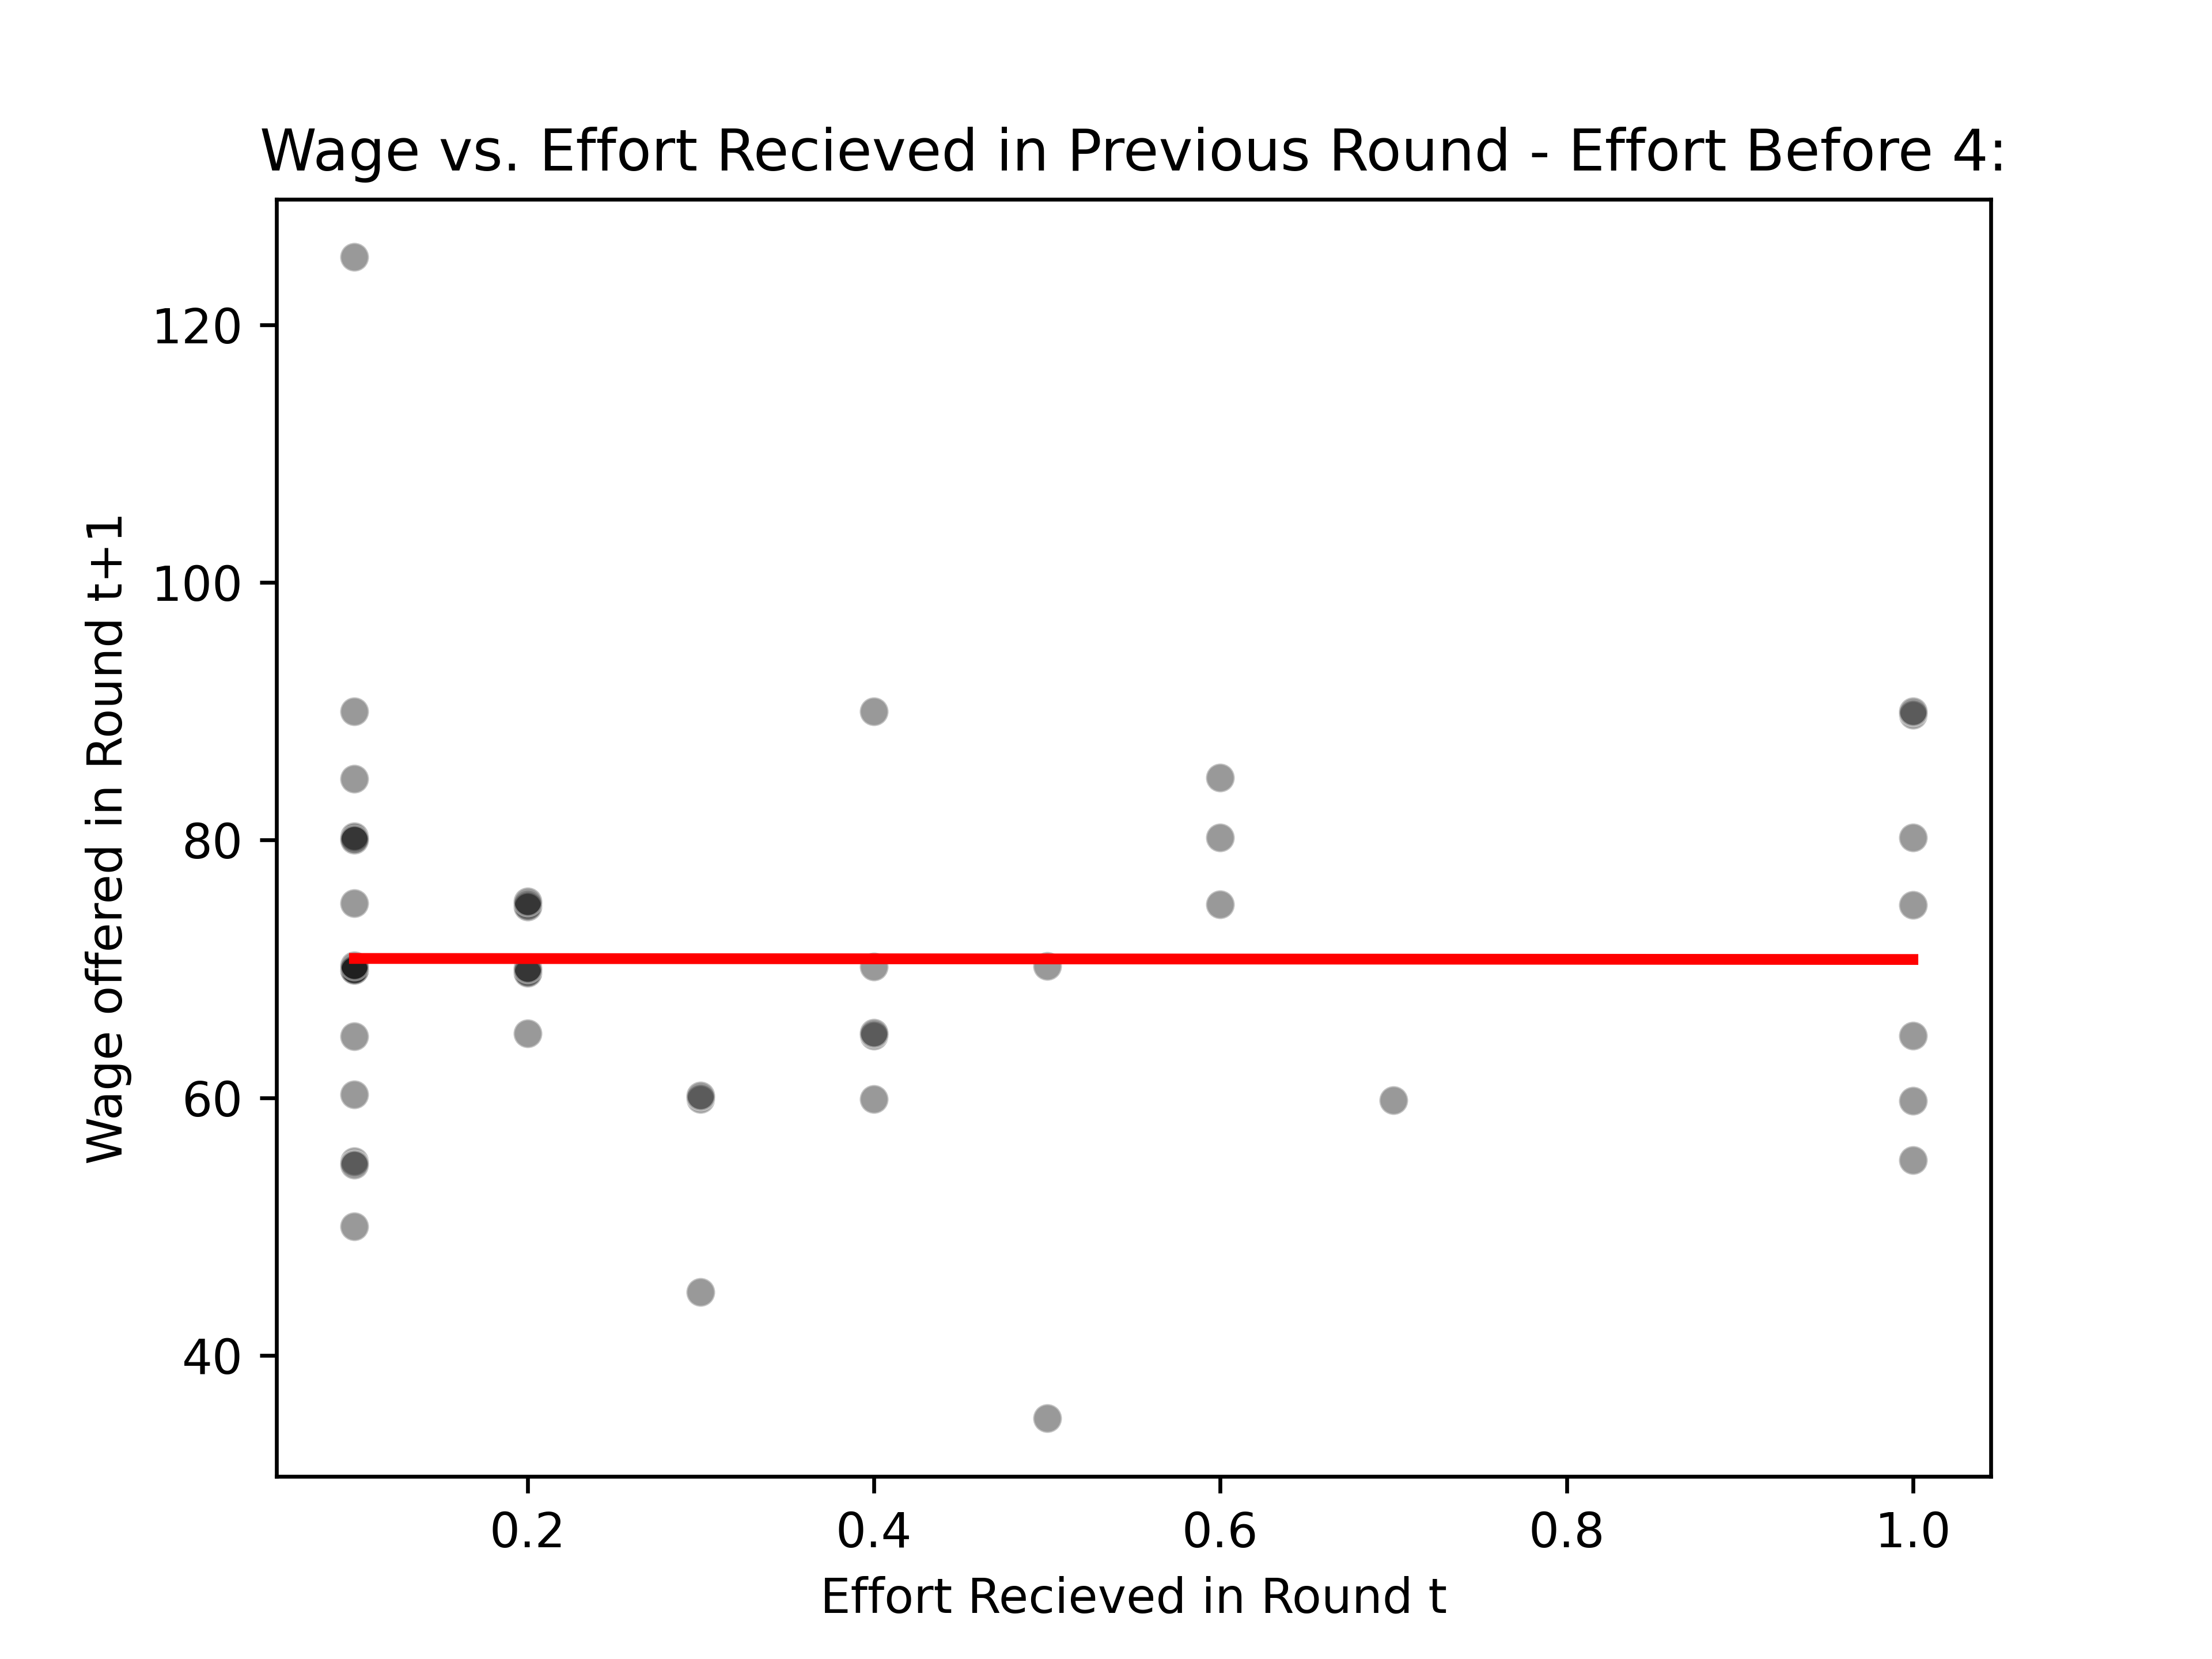 Wage vs. Effort Recieved in Previous Round - Effort Before 4:
Wage offered in Round t+1
120
100
80
60
40
0.2 0.4 0.6 0.8 1.0
Effort Recieved in Round t